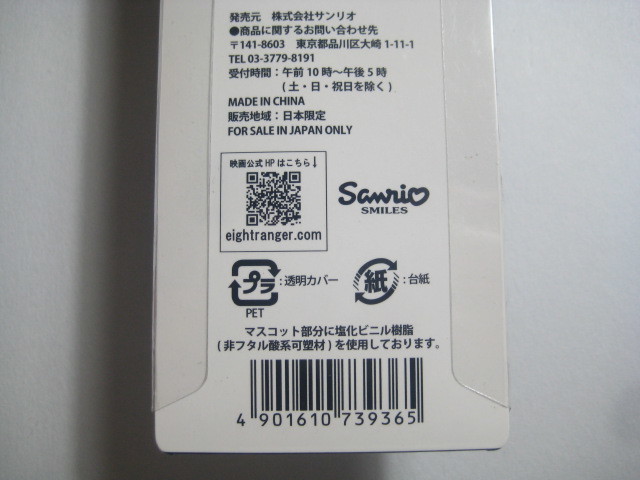 発売元 株式会社サンリオ
●商品に関するお問い合わせ先
〒141-8603 東京都品川区大崎 1-11-1
TEL 03-3779-8191
受付時間：午前 10 時～午後 5 時
(土・日・祝日を除く)
MADE IN CHINA
販売地域：日本限定
FOR SALE IN JAPAN ONLY
映画公式 HP はこちら↓
eightranger.com
Sanrio
SMILES
プラ：透明カバー
PET
紙：台紙
マスコット部分に塩化ビニル樹脂
(非フタル酸系可塑材)を使用しております。
4 901610 739365